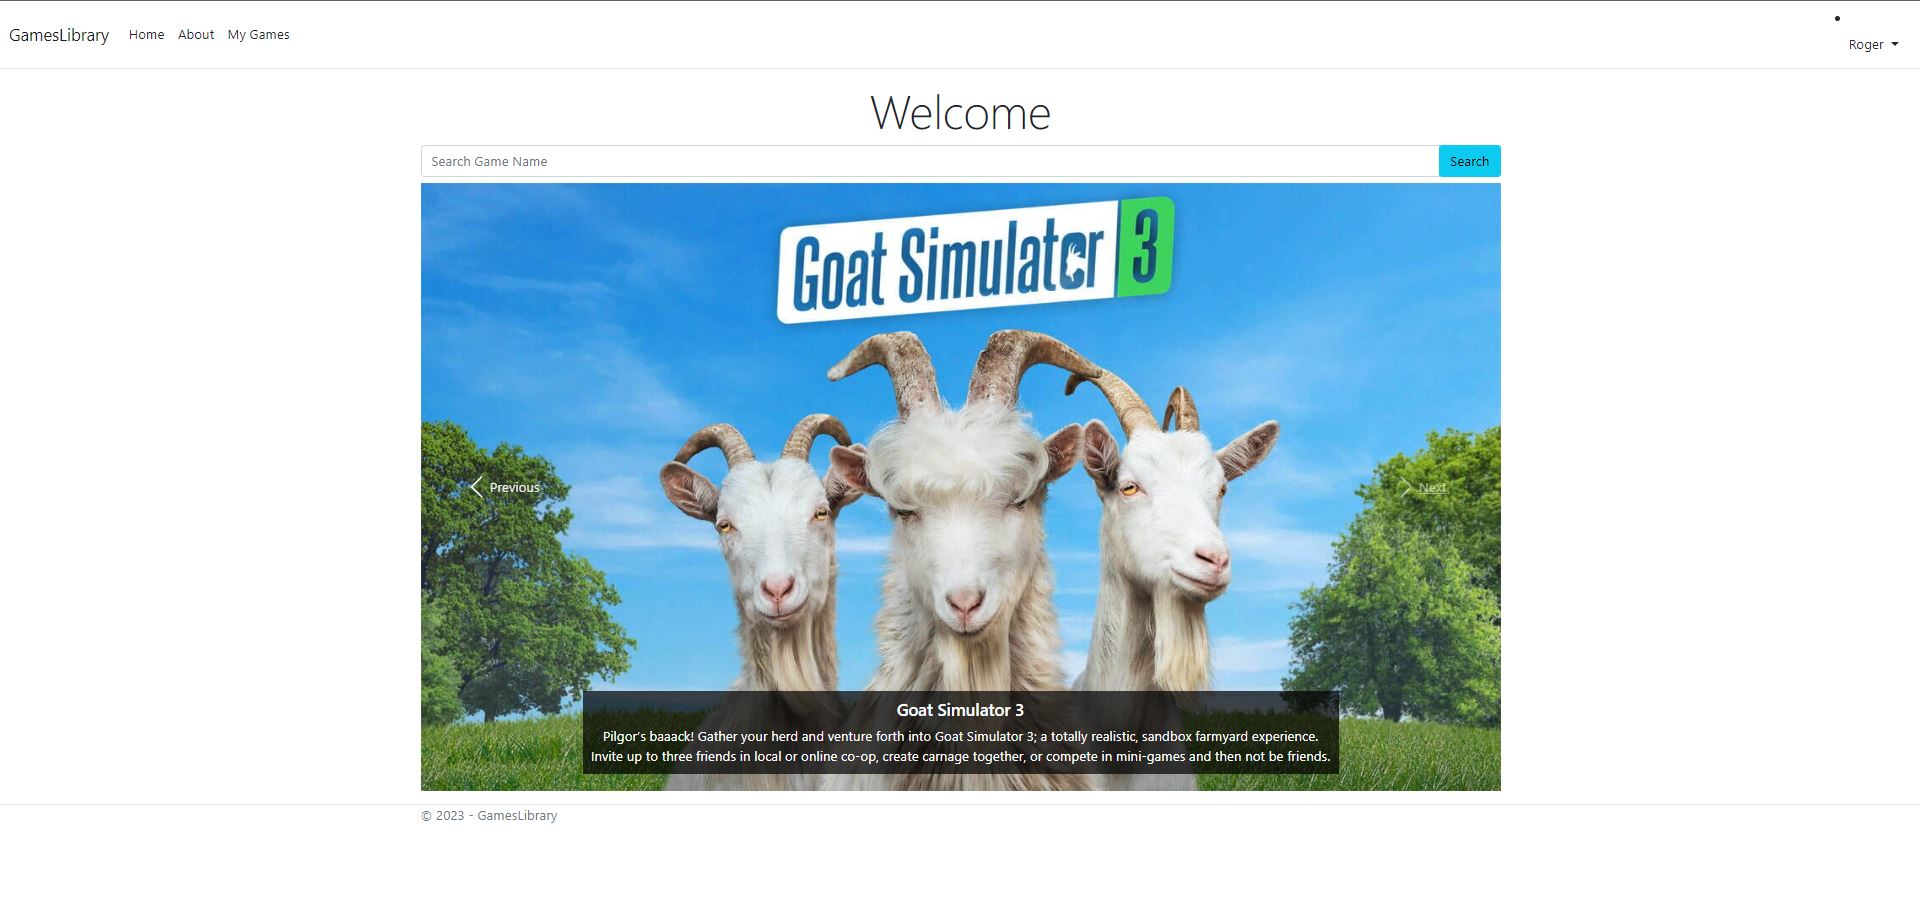 GamesLibrary Home About My Games
Roger
Welcome
Search Game Name Search
Goat Simulator 3
Previous Next
Goat Simulator 3
Pilgor's baaack! Gather your herd and venture forth into Goat Simulator 3; a totally realistic, sandbox farmyard experience.
Invite up to three friends in local or online co-op, create carnage together, or compete in mini-games and then not be friends.
© 2023 - GamesLibrary